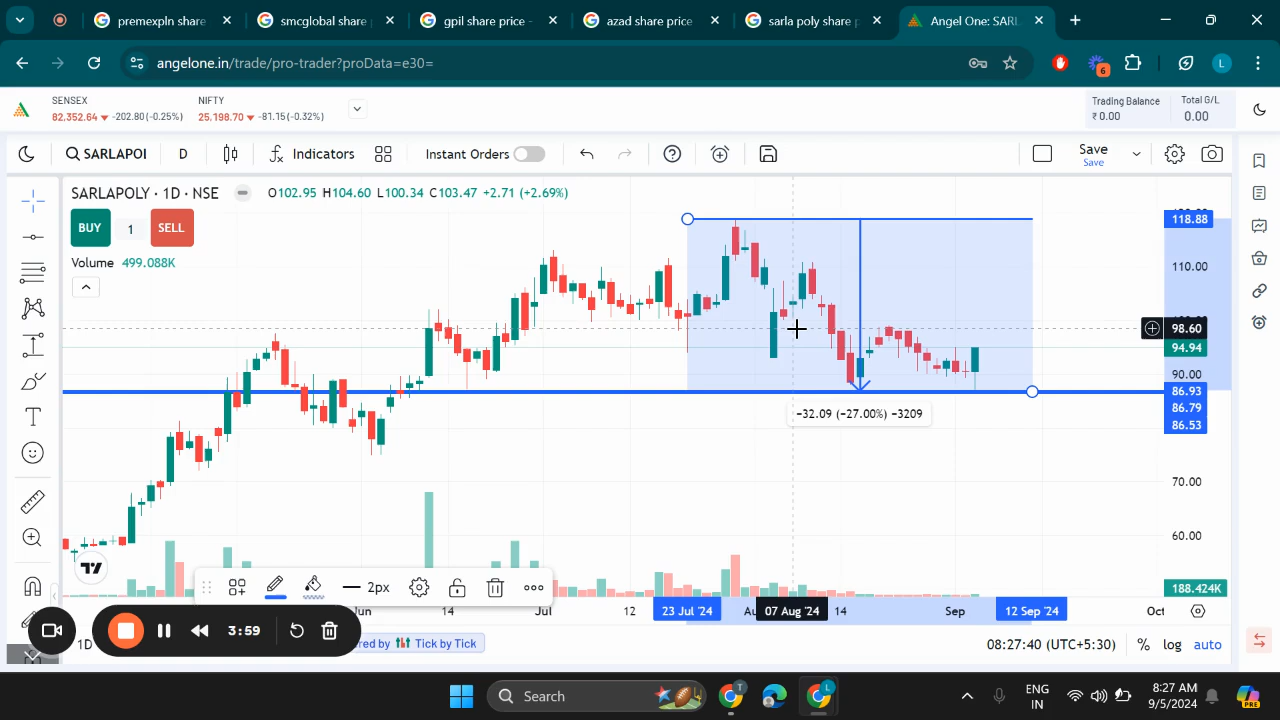 premexpln share
smcglobal share p
gpil share price -
azad share price
sarla poly share p
Angel One: SARL
angelone.in/trade/pro-trader?proData=e30=
6
L
SENSEX
82,352.64 -202.80 (-0.25%)
NIFTY
25,198.70 -81.15 (-0.32%)
Trading Balance
₹ 0.00
Total G/L
0.00
SARLAPOI
D
Indicators
Instant Orders
Save
Save
SARLAPOLY · 1D · NSE
O102.95 H104.60 L100.34 C103.47 +2.71 (+2.69%)
BUY
1
SELL
Volume 499.088K
118.88
110.00
98.60
94.94
90.00
86.93
86.79
86.53
70.00
60.00
188.424K
−32.09 (−27.00%) −3209
2px
Jun
14
Jul
12
23 Jul '24
Au
07 Aug '24
14
Sep
12 Sep '24
Oct
3:59
1D
ed by Tick by Tick
08:27:40 (UTC+5:30)
%
log
auto
Search
T
L
ENG
IN
8:27 AM
9/5/2024
PRE